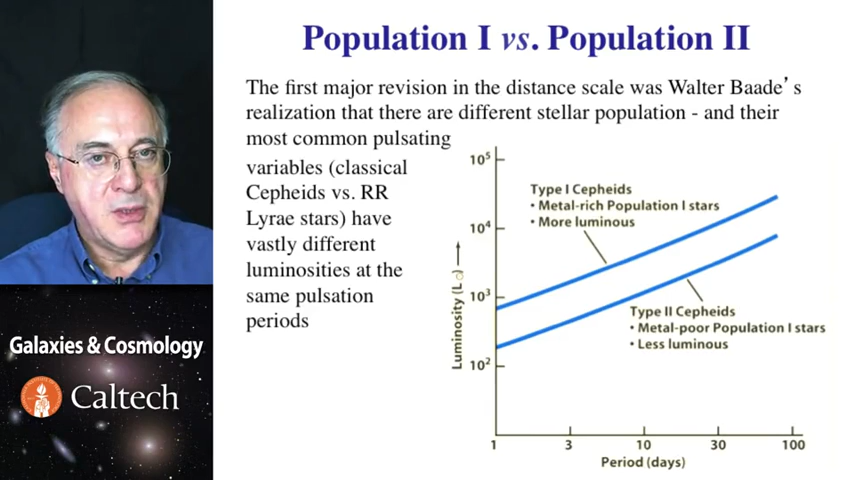 Population I vs. Population II
The first major revision in the distance scale was Walter Baade's
realization that there are different stellar population - and their
most common pulsating
variables (classical
Cepheids vs. RR
Lyrae stars) have
vastly different
luminosities at the
same pulsation
periods
Luminosity (L☉)
10⁵
10⁴
10³
10²
Type I Cepheids
• Metal-rich Population I stars
• More luminous
Type II Cepheids
• Metal-poor Population I stars
• Less luminous
1 3 10 30 100
Period (days)
Galaxies & Cosmology
Caltech